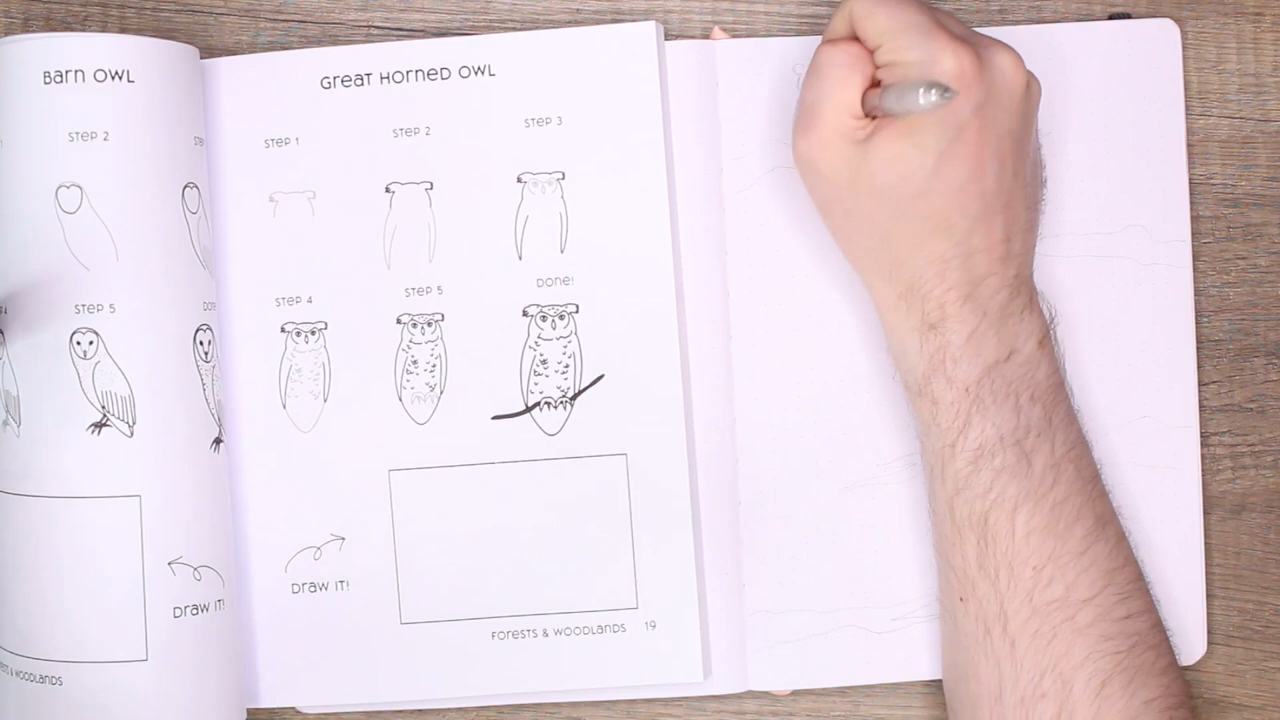 Barn Owl
Step 2
Step 5
Draw it!
Great Horned Owl
Step 1
Step 2
Step 3
Step 4
Step 5
Done!
Draw it!
Forests & Woodlands 19
& Woodlands